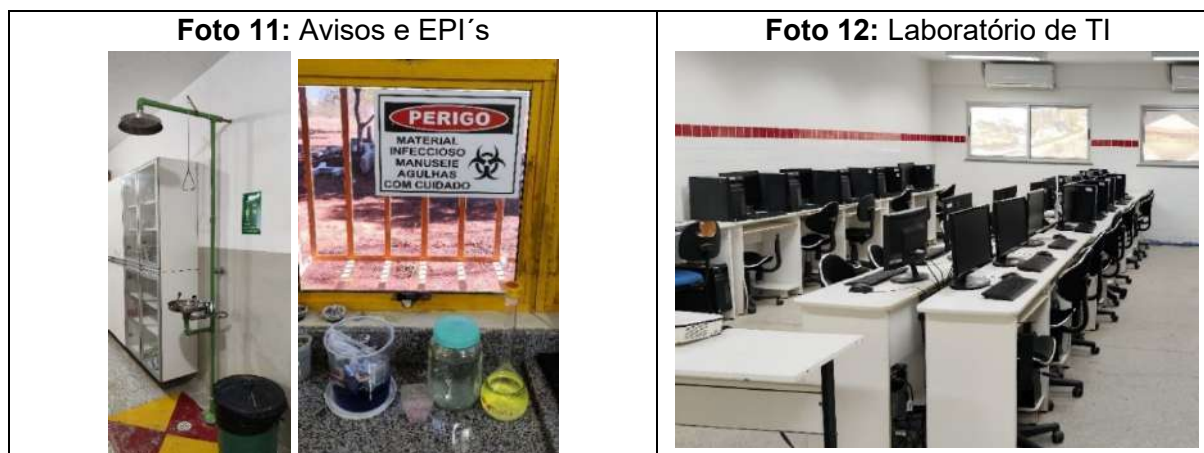 Foto 11: Avisos e EPI´s
Foto 12: Laboratório de TI
PERIGO
MATERIAL
INFECCIOSO
MANUSEIE
AGULHAS
COM CUIDADO